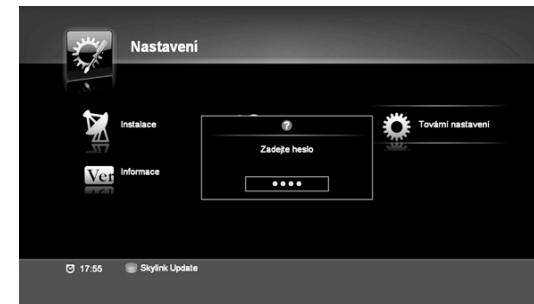 Nastavení
Instalace
Zadejte heslo
Tovární nastavení
Ver
Informace
17:55
Skylink Update